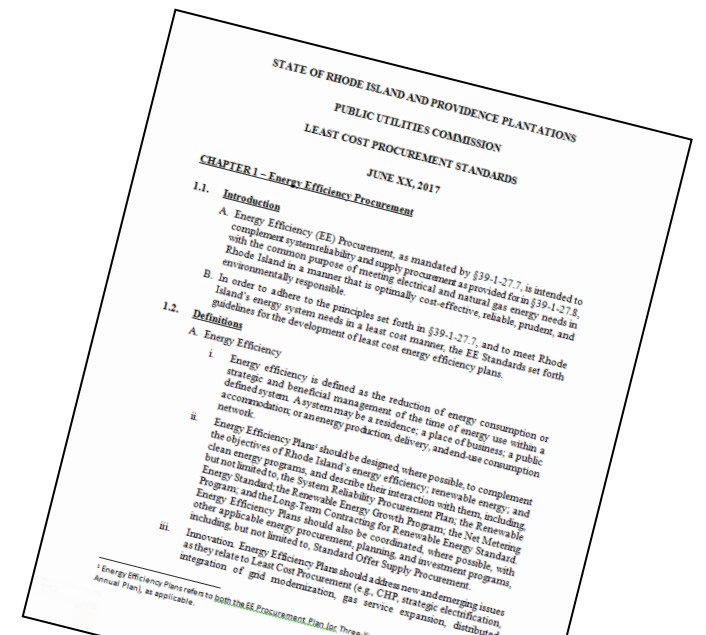 STATE OF RHODE ISLAND AND PROVIDENCE PLANTATIONS
PUBLIC UTILITIES COMMISSION
LEAST COST PROCUREMENT STANDARDS
JUNE XX, 2017
CHAPTER 1 – Energy Efficiency Procurement
1.1. Introduction
A. Energy Efficiency (EE) Procurement, as mandated by §39-1-27.7, is intended to
complement system reliability and supply procurement as provided for in §39-1-27.8,
with the common purpose of meeting electrical and natural gas energy needs in
Rhode Island in a manner that is optimally cost-effective, reliable, prudent, and
environmentally responsible.
B. In order to adhere to the principles set forth in §39-1-27.7, and to meet Rhode
Island's energy system needs in a least cost manner, the EE Standards set forth
guidelines for the development of least cost energy efficiency plans.
1.2. Definitions
A. Energy Efficiency
i. Energy efficiency is defined as the reduction of energy consumption or
strategic and beneficial management of the time of energy use within a
defined system. A system may be a residence; a place of business; a public
accommodation; or an energy production, delivery, and end-use consumption
network.
ii. Energy Efficiency Plans¹ should be designed, where possible, to complement
the objectives of Rhode Island's energy efficiency; renewable energy; and
clean energy programs, and describe their interaction with them, including,
but not limited to, the System Reliability Procurement Plan; the Renewable
Energy Standard; the Renewable Energy Growth Program; the Net Metering
Program; and the Long-Term Contracting for Renewable Energy Standard.
Energy Efficiency Plans should also be coordinated, where possible, with
other applicable energy procurement, planning, and investment programs,
including, but not limited to, Standard Offer Supply Procurement.
iii. Innovation. Energy Efficiency Plans should address new and emerging issues
as they relate to Least Cost Procurement (e.g., CHP, strategic electrification,
integration of grid modernization, gas service expansion, distributed
¹ Energy Efficiency Plans refers to both the EE Procurement Plan (or Three-
Annual Plan), as applicable.